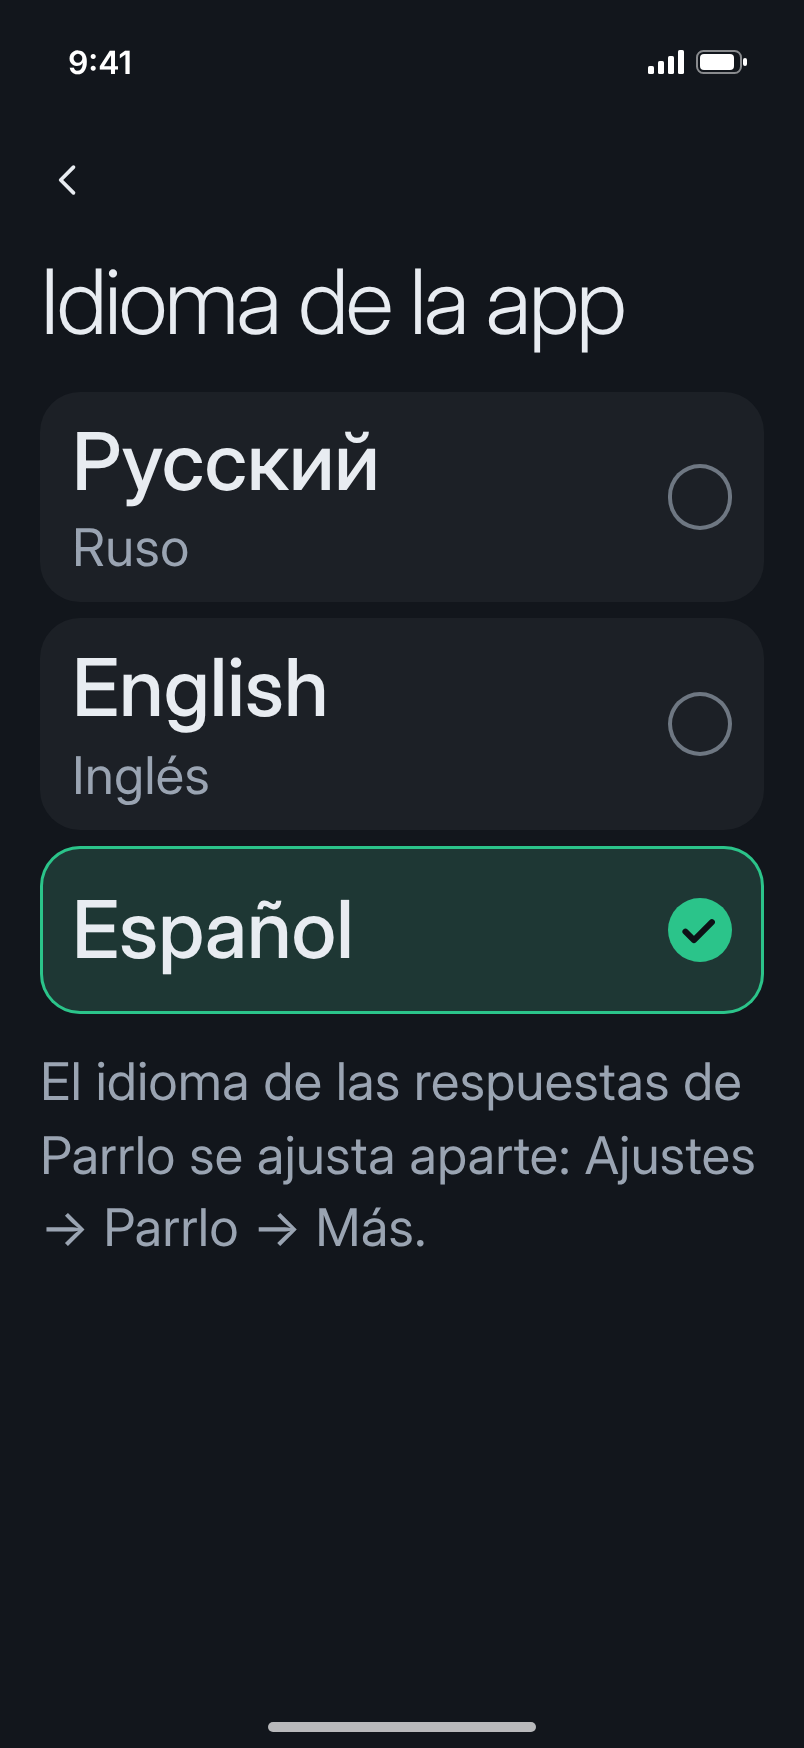 9:41
Idioma de la app
Русский
Ruso
English
Inglés
Español
El idioma de las respuestas de
Parrlo se ajusta aparte: Ajustes
→ Parrlo → Más.